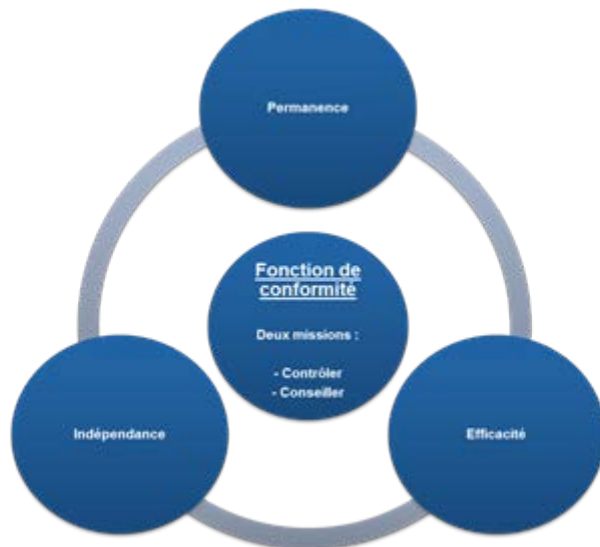 Permanence
Fonction de
conformité
Deux missions :
- Contrôler
- Conseiller
Indépendance
Efficacité